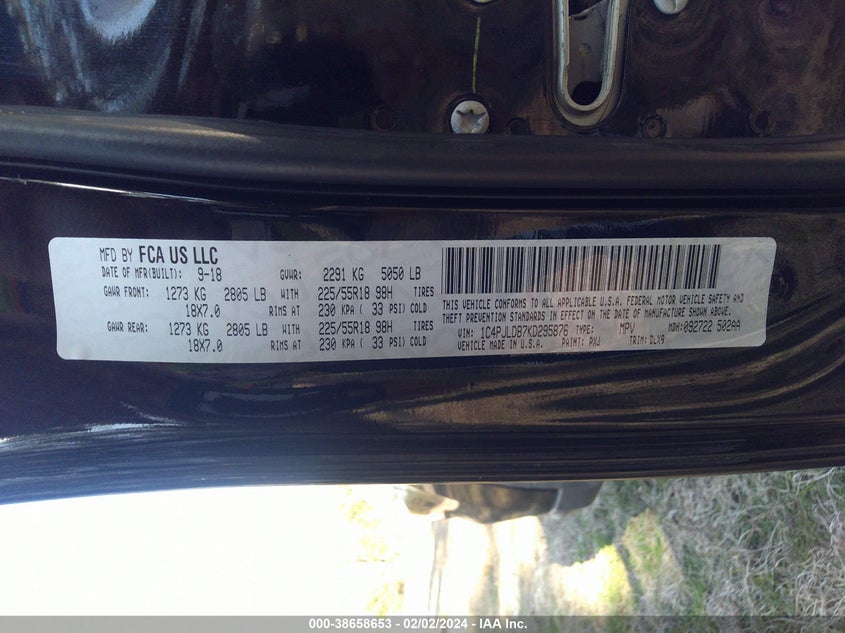 MFD BY FCA US LLC
DATE OF MFR(BUILT): 9-18 GVWR: 2291 KG 5050 LB
GAWR FRONT: 1273 KG 2805 LB WITH 225/55R18 98H TIRES
18X7.0 RIMS AT 230 KPA ( 33 PSI) COLD
GAWR REAR: 1273 KG 2805 LB WITH 225/55R18 98H TIRES
18X7.0 RIMS AT 230 KPA ( 33 PSI) COLD
THIS VEHICLE CONFORMS TO ALL APPLICABLE U.S.A. FEDERAL MOTOR VEHICLE SAFETY AND
THEFT PREVENTION STANDARDS IN EFFECT ON THE DATE OF MANUFACTURE SHOWN ABOVE.
VIN: 1C4PJLDB7KD295876 TYPE: MPV MDH: 092722 502AA
VEHICLE MADE IN U.S.A. PAINT: PXJ TRIM: DLX9
000-38658653 — 02/02/2024 — IAA Inc.